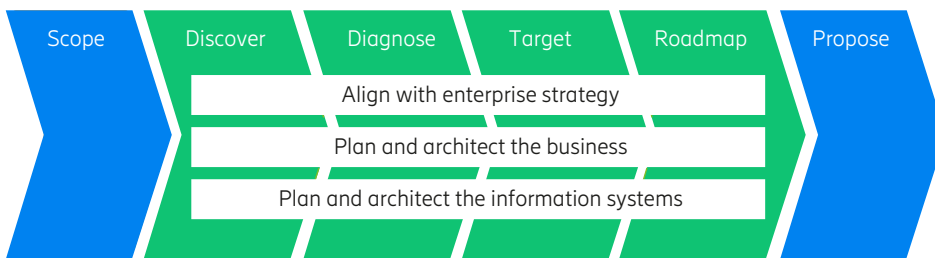 Scope
Discover
Diagnose
Target
Roadmap
Propose
Align with enterprise strategy
Plan and architect the business
Plan and architect the information systems